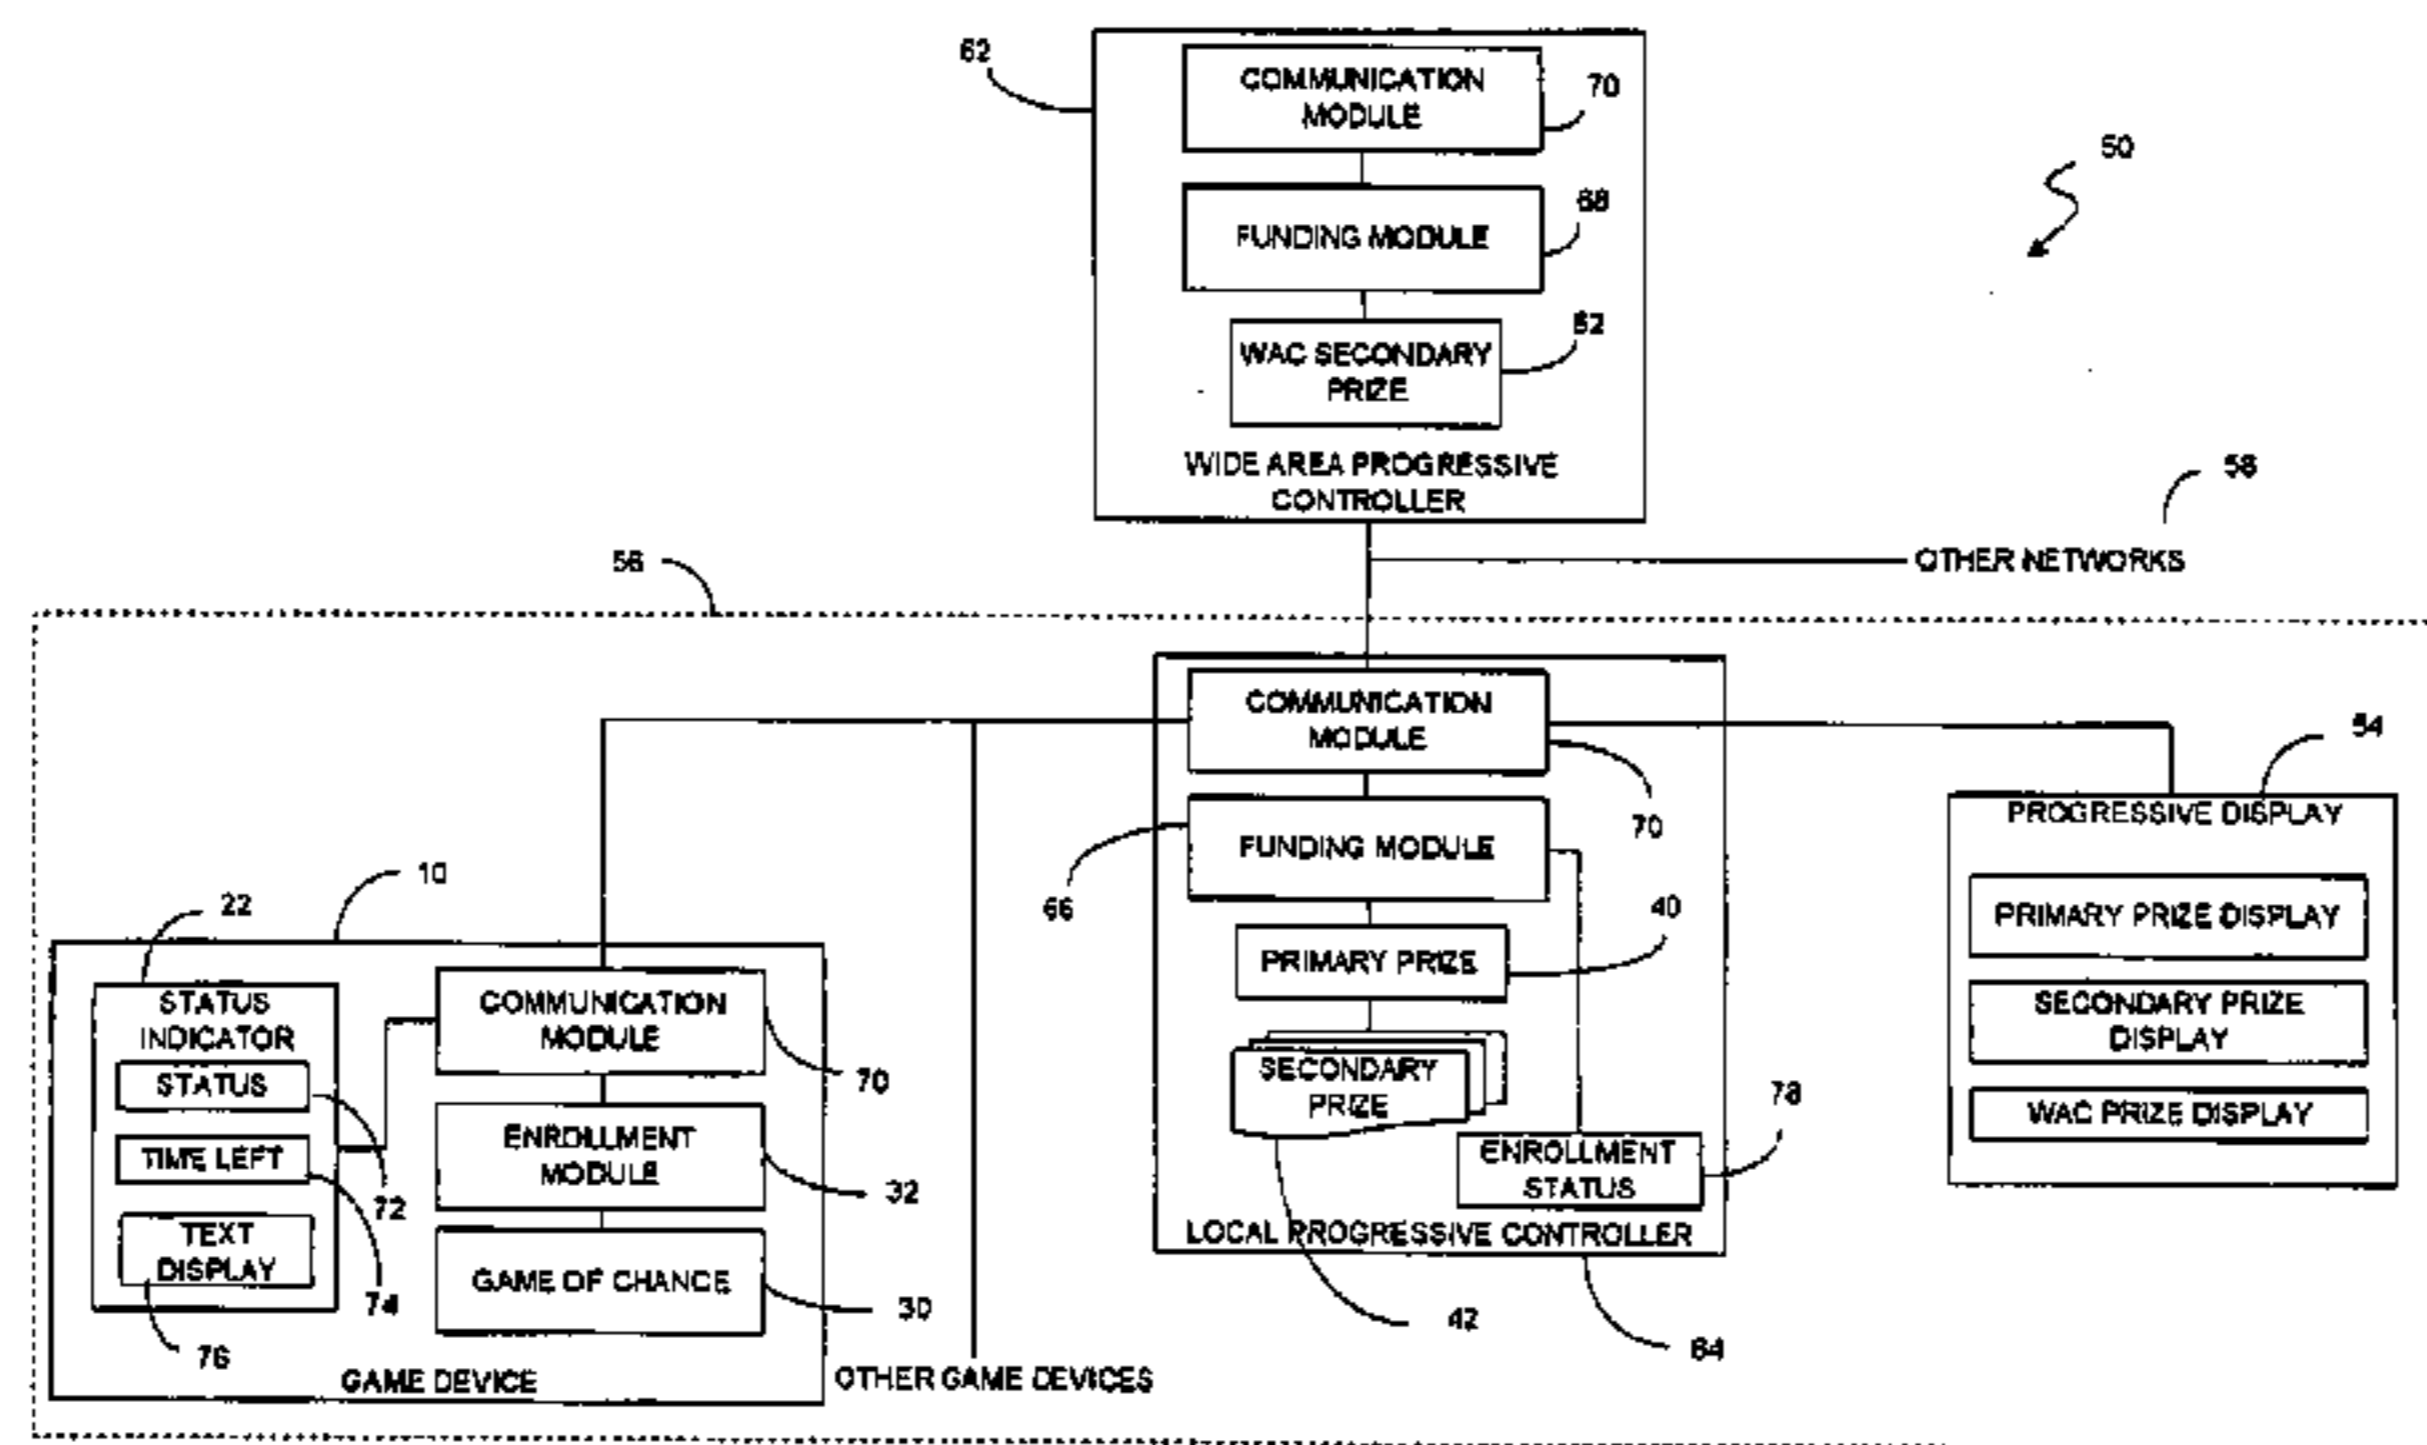 62
COMMUNICATION
MODULE
70
50
FUNDING MODULE
68
WAC SECONDARY
PRIZE
52
WIDE AREA PROGRESSIVE
CONTROLLER
58
OTHER NETWORKS
56
COMMUNICATION
MODULE
70
54
PROGRESSIVE DISPLAY
FUNDING MODULE
66
PRIMARY PRIZE DISPLAY
10
22
40
PRIMARY PRIZE
STATUS
INDICATOR
COMMUNICATION
MODULE
SECONDARY PRIZE
DISPLAY
STATUS
70
SECONDARY
PRIZE
78
WAC PRIZE DISPLAY
TIME LEFT
72
ENROLLMENT
MODULE
32
ENROLLMENT
STATUS
LOCAL PROGRESSIVE CONTROLLER
TEXT
DISPLAY
74
GAME OF CHANCE
30
42
64
76
GAME DEVICE
OTHER GAME DEVICES